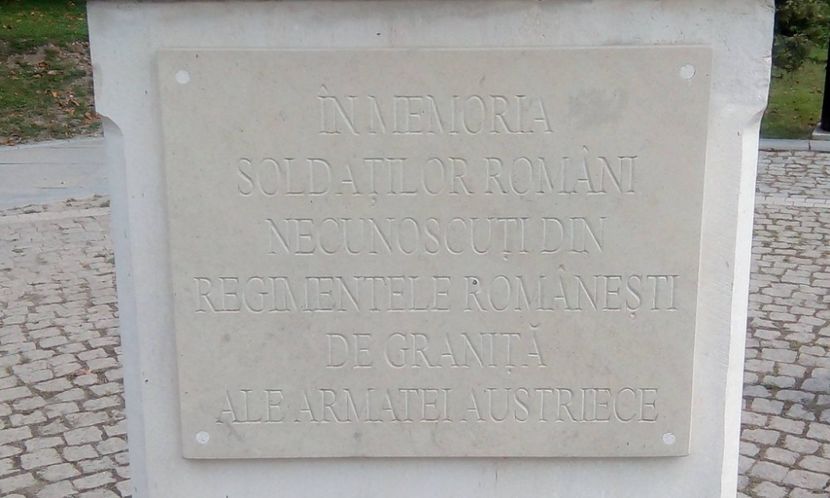 ÎN MEMORIA
SOLDAȚILOR ROMÂNI
NECUNOSCUȚI DIN
REGIMENTELE ROMÂNEȘTI
DE GRANIȚĂ
ALE ARMATEI AUSTRIECE